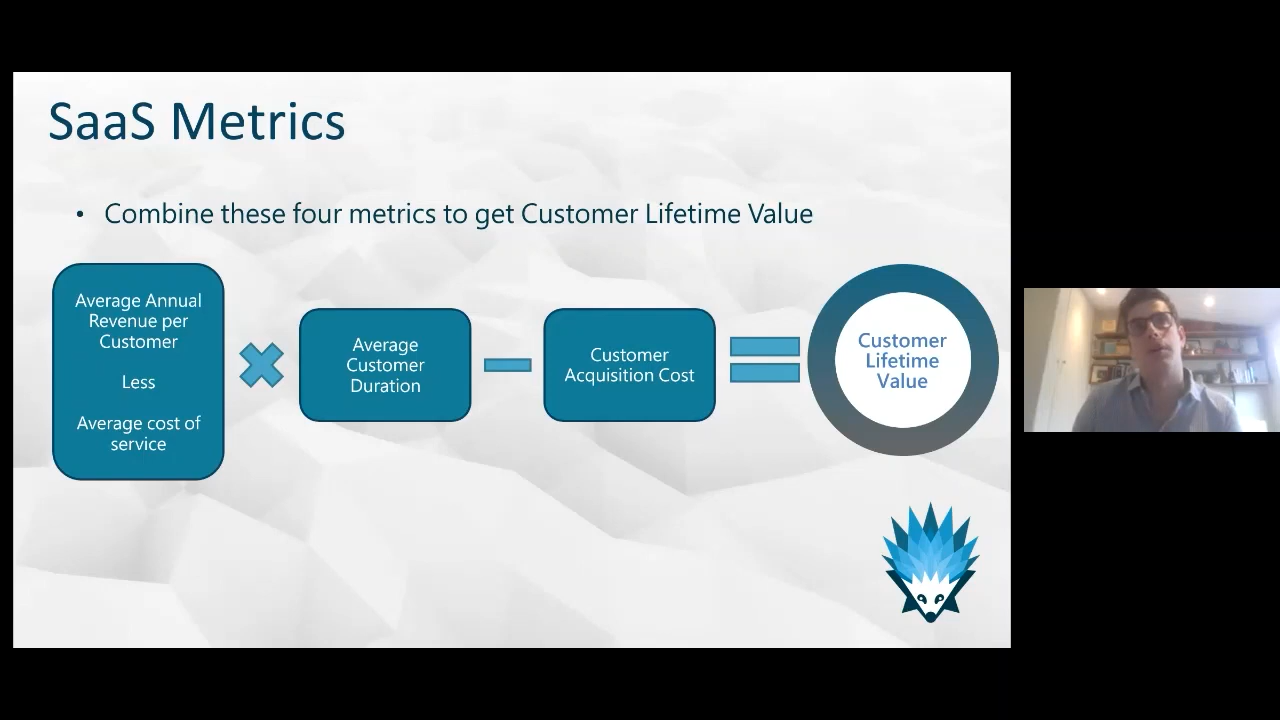 SaaS Metrics
• Combine these four metrics to get Customer Lifetime Value
Average Annual
Revenue per
Customer
Less
Average cost of
service
Average
Customer
Duration
Customer
Acquisition Cost
Customer
Lifetime
Value